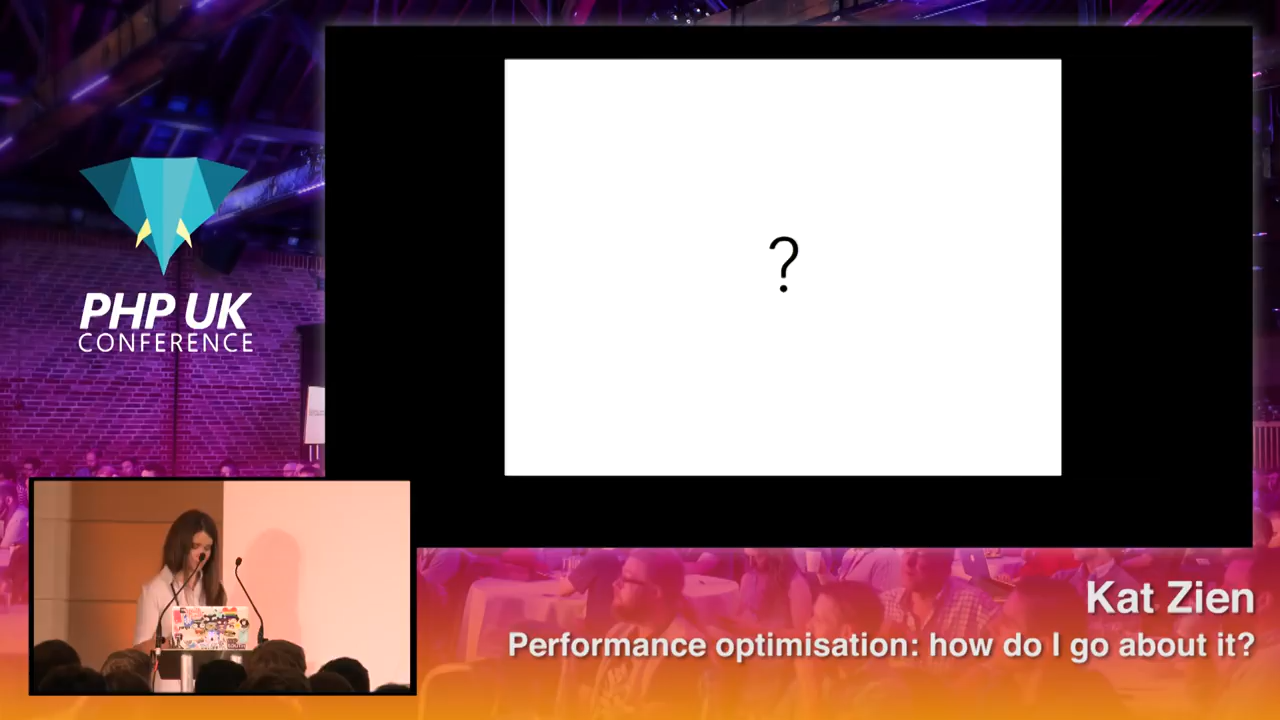 ?
PHP UK
CONFERENCE
Kat Zien
Performance optimisation: how do I go about it?